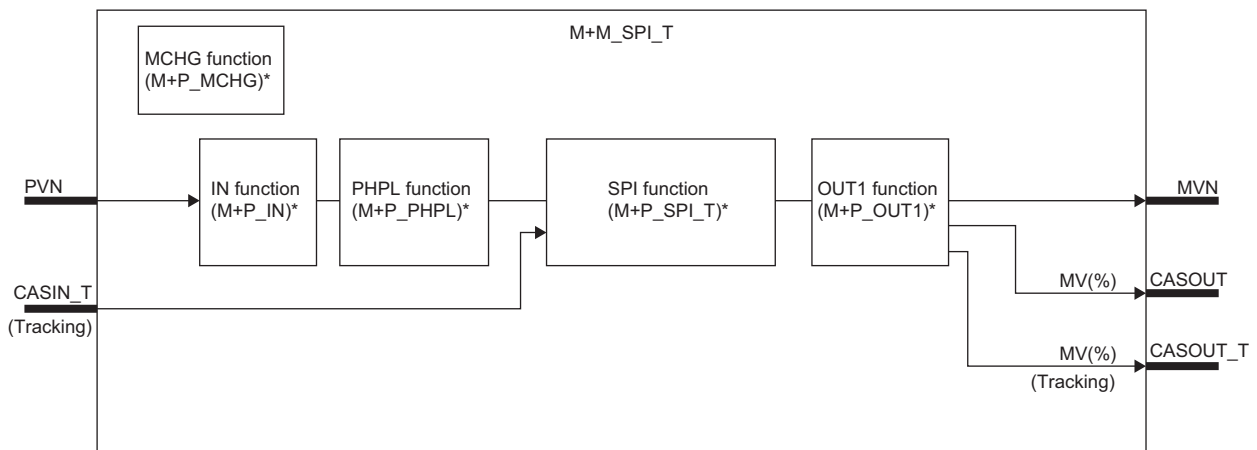 M+M_SPI_T
MCHG function
(M+P_MCHG)*
PVN
IN function
(M+P_IN)*
PHPL function
(M+P_PHPL)*
SPI function
(M+P_SPI_T)*
OUT1 function
(M+P_OUT1)*
MVN
CASIN_T
(Tracking)
MV(%)
CASOUT
MV(%)
(Tracking)
CASOUT_T